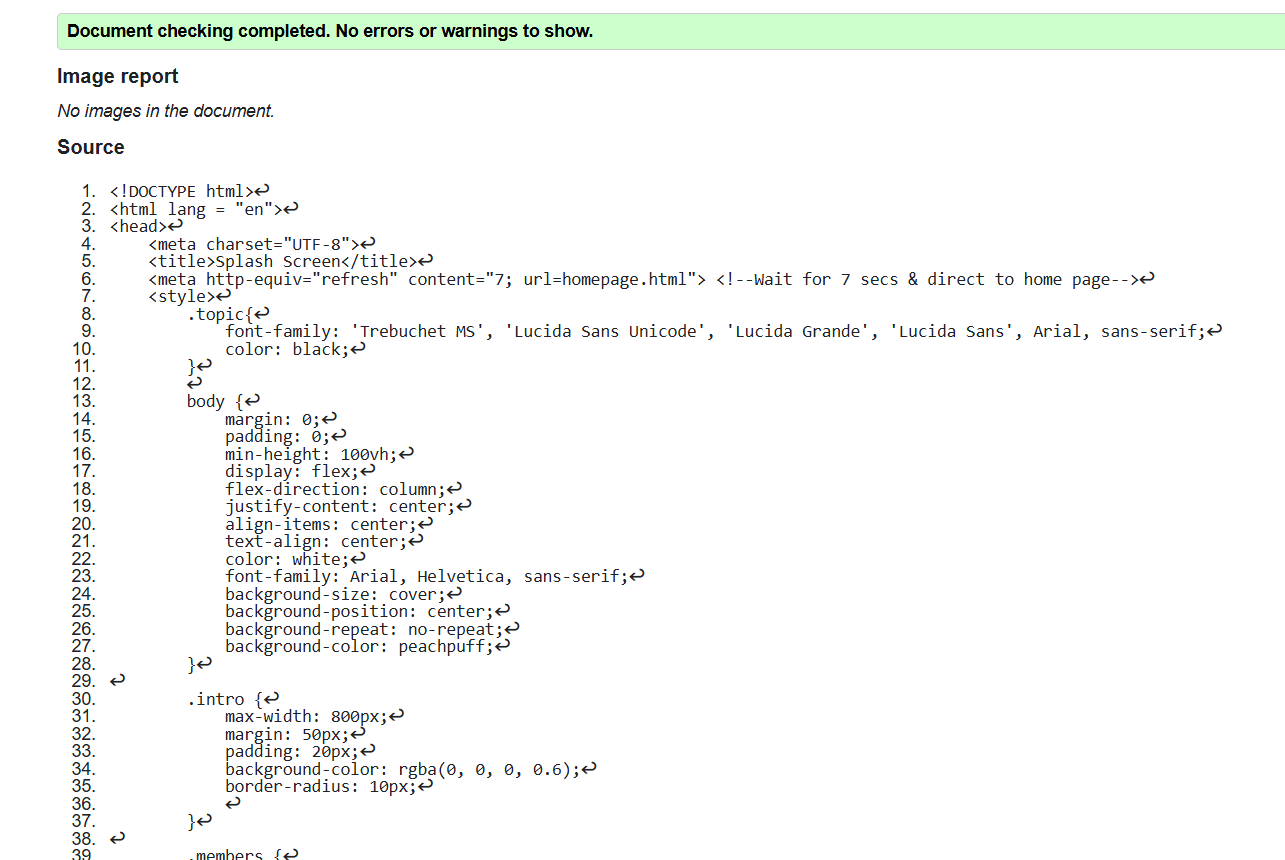 Document checking completed. No errors or warnings to show.
Image report
No images in the document.
Source
1. <!DOCTYPE html>↩
2. <html lang = "en">↩
3. <head>↩
4.     <meta charset="UTF-8">↩
5.     <title>Splash Screen</title>↩
6.     <meta http-equiv="refresh" content="7; url=homepage.html"> <!--Wait for 7 secs & direct to home page-->↩
7.     <style>↩
8.         .topic{↩
9.             font-family: 'Trebuchet MS', 'Lucida Sans Unicode', 'Lucida Grande', 'Lucida Sans', Arial, sans-serif;↩
10.             color: black;↩
11.         }↩
12.         ↩
13.         body {↩
14.             margin: 0;↩
15.             padding: 0;↩
16.             min-height: 100vh;↩
17.             display: flex;↩
18.             flex-direction: column;↩
19.             justify-content: center;↩
20.             align-items: center;↩
21.             text-align: center;↩
22.             color: white;↩
23.             font-family: Arial, Helvetica, sans-serif;↩
24.             background-size: cover;↩
25.             background-position: center;↩
26.             background-repeat: no-repeat;↩
27.             background-color: peachpuff;↩
28.         }↩
29. ↩
30.         .intro {↩
31.             max-width: 800px;↩
32.             margin: 50px;↩
33.             padding: 20px;↩
34.             background-color: rgba(0, 0, 0, 0.6);↩
35.             border-radius: 10px;↩
36.             ↩
37.         }↩
38. ↩
39.         .members {↩